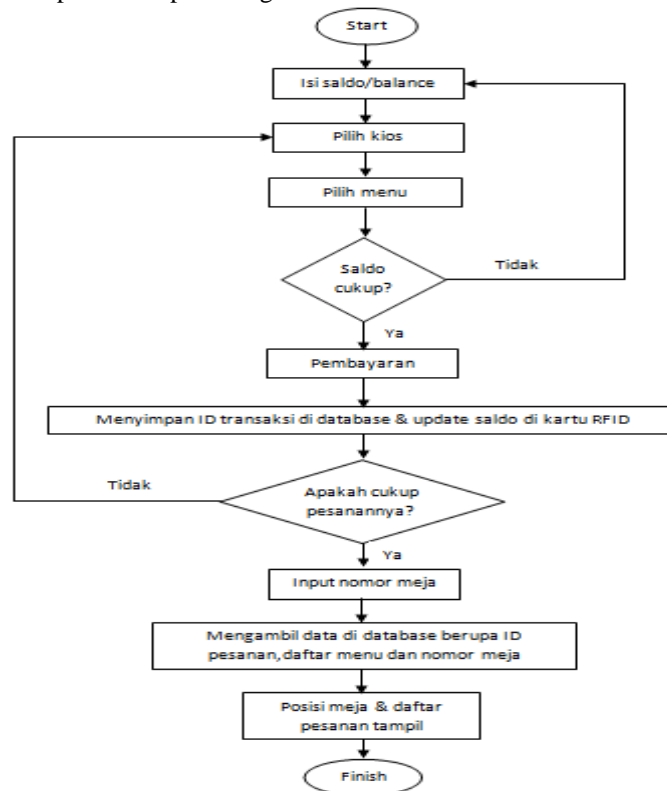 Start
Isi saldo/balance
Pilih kios
Pilih menu
Saldo
cukup?
Tidak
Ya
Pembayaran
Menyimpan ID transaksi di database & update saldo di kartu RFID
Tidak
Apakah cukup
pesanannya?
Ya
Input nomor meja
Mengambil data di database berupa ID
pesanan,daftar menu dan nomor meja
Posisi meja & daftar
pesanan tampil
Finish